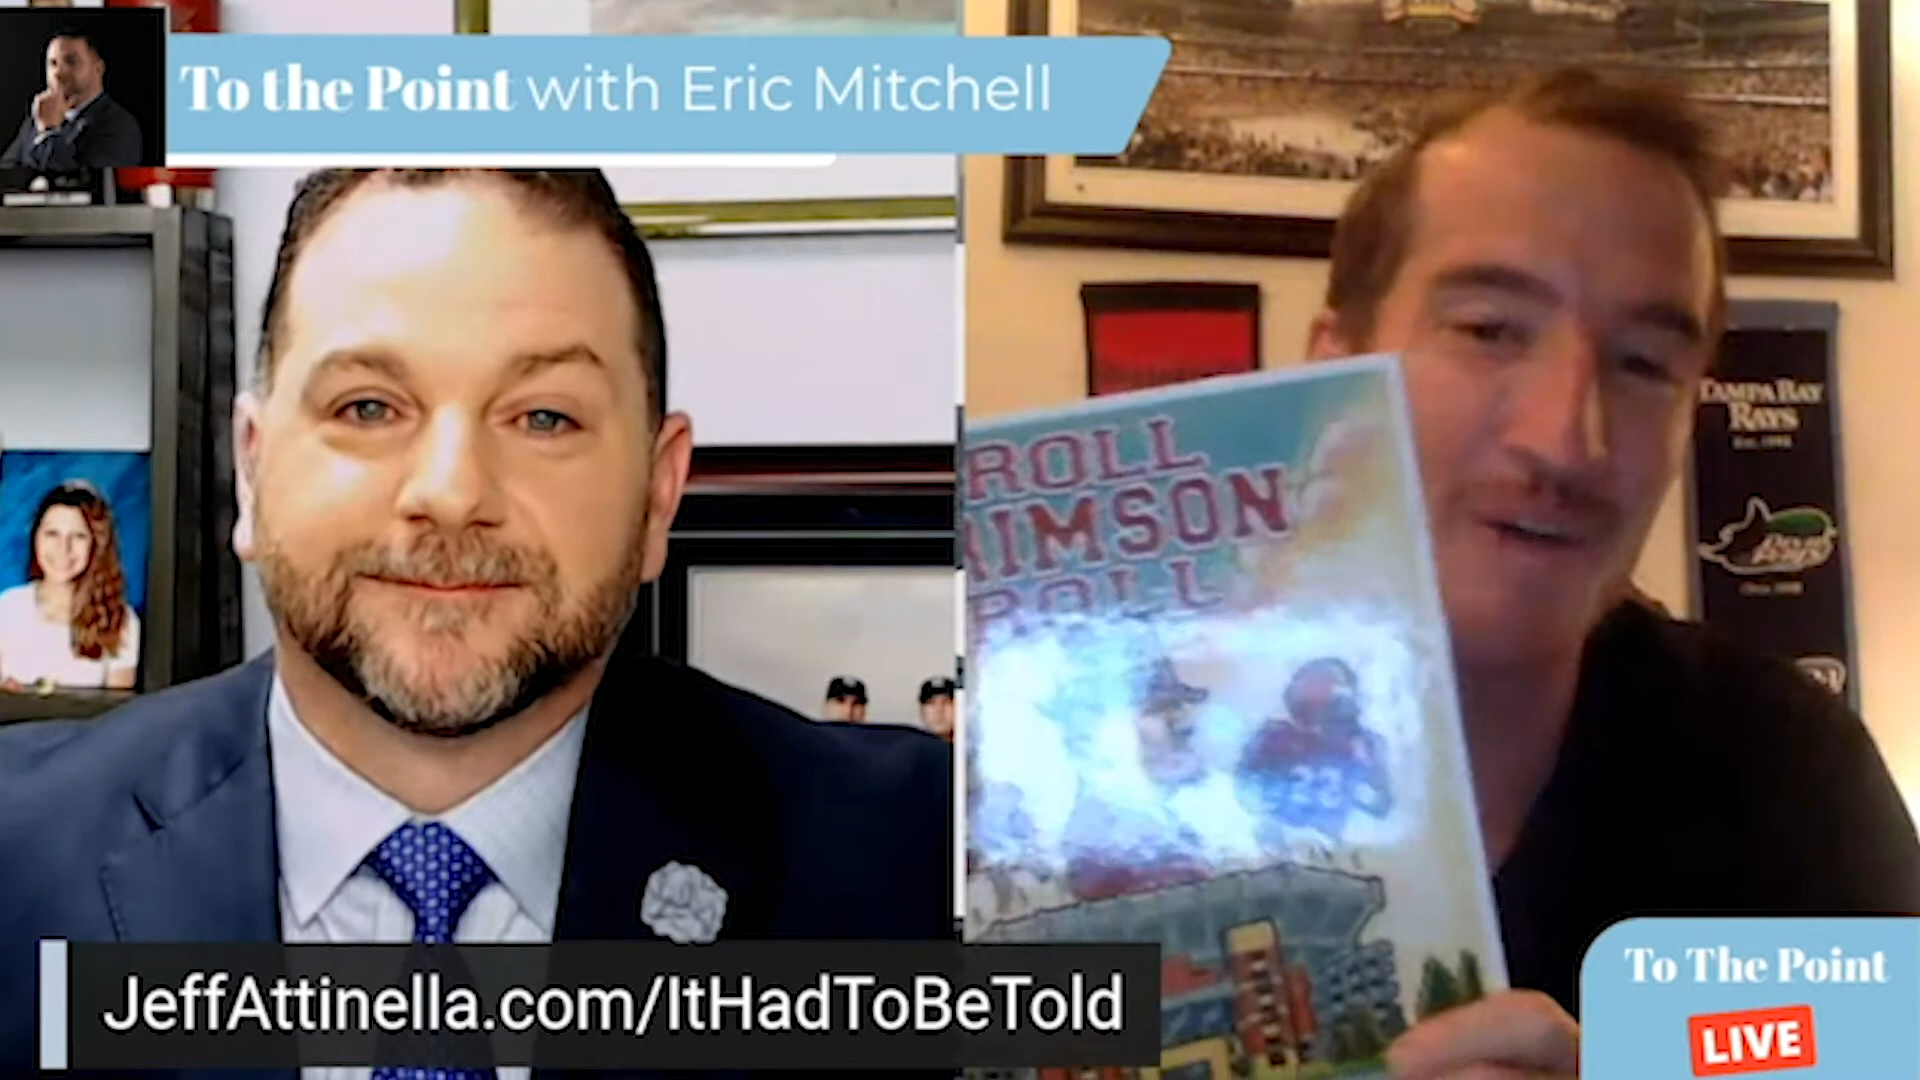 To the Point with Eric Mitchell
TAMPA BAY
RAYS
ROLL
IMSON
ROLL
23
JeffAttinella.com/ItHadToBeTold
To The Point
LIVE